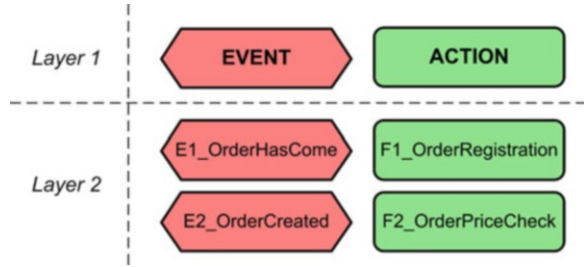 Layer 1
EVENT
ACTION
Layer 2
E1_OrderHasCome
F1_OrderRegistration
E2_OrderCreated
F2_OrderPriceCheck